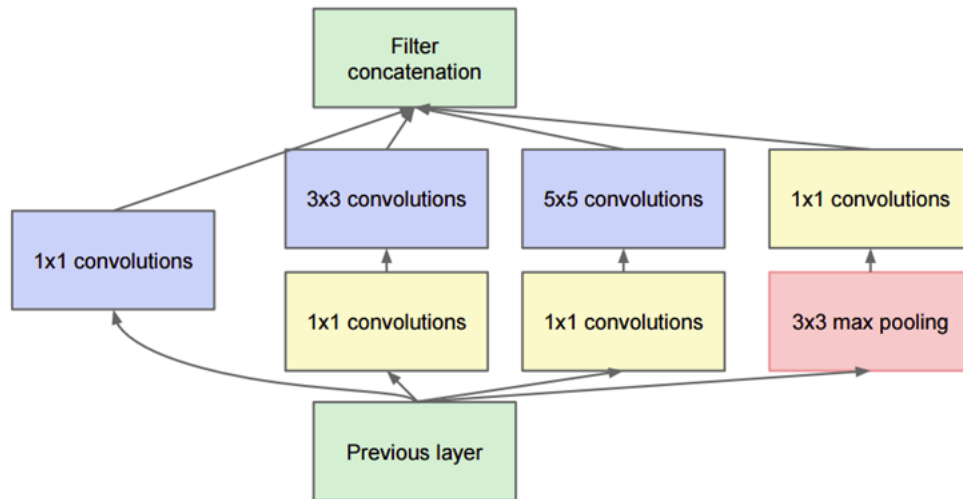 Filter
concatenation
3x3 convolutions
5x5 convolutions
1x1 convolutions
1x1 convolutions
1x1 convolutions
1x1 convolutions
3x3 max pooling
Previous layer